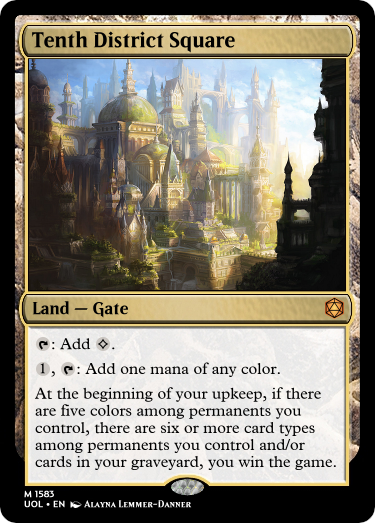 Tenth District Square
Land — Gate
: Add .
1, : Add one mana of any color.
At the beginning of your upkeep, if there
are five colors among permanents you
control, there are six or more card types
among permanents you control and/or
cards in your graveyard, you win the game.
M 1583
UOL • EN Alayna Lemmer-Danner